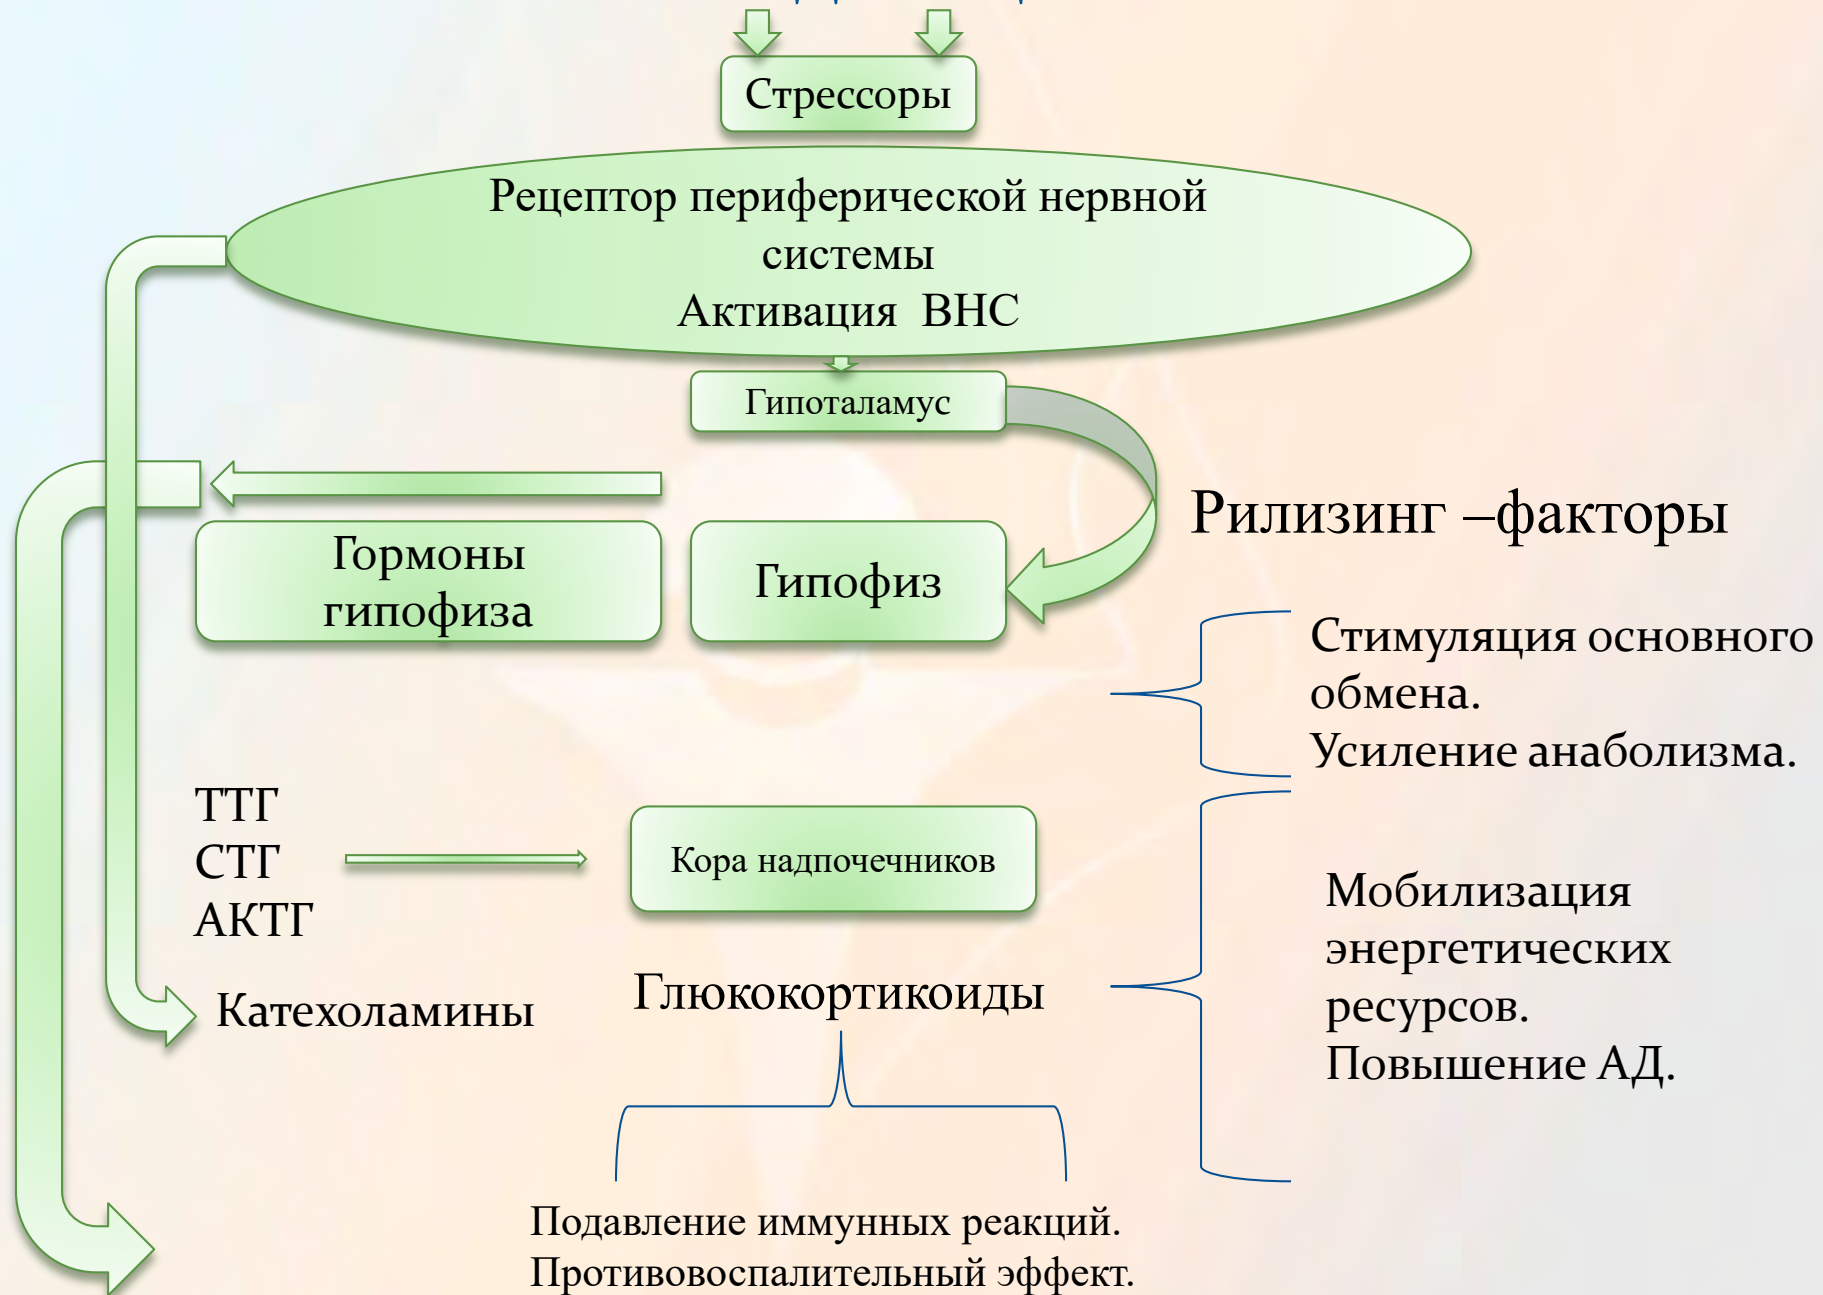 Стрессоры
Рецептор периферической нервной
системы
Активация ВНС
Гипоталамус
Рилизинг –факторы
Гормоны
гипофиза
Гипофиз
Стимуляция основного
обмена.
Усиление анаболизма.
ТТГ
СТГ
АКТГ
Кора надпочечников
Мобилизация
энергетических
ресурсов.
Повышение АД.
Катехоламины
Глюкокортикоиды
Подавление иммунных реакций.
Противовоспалительный эффект.